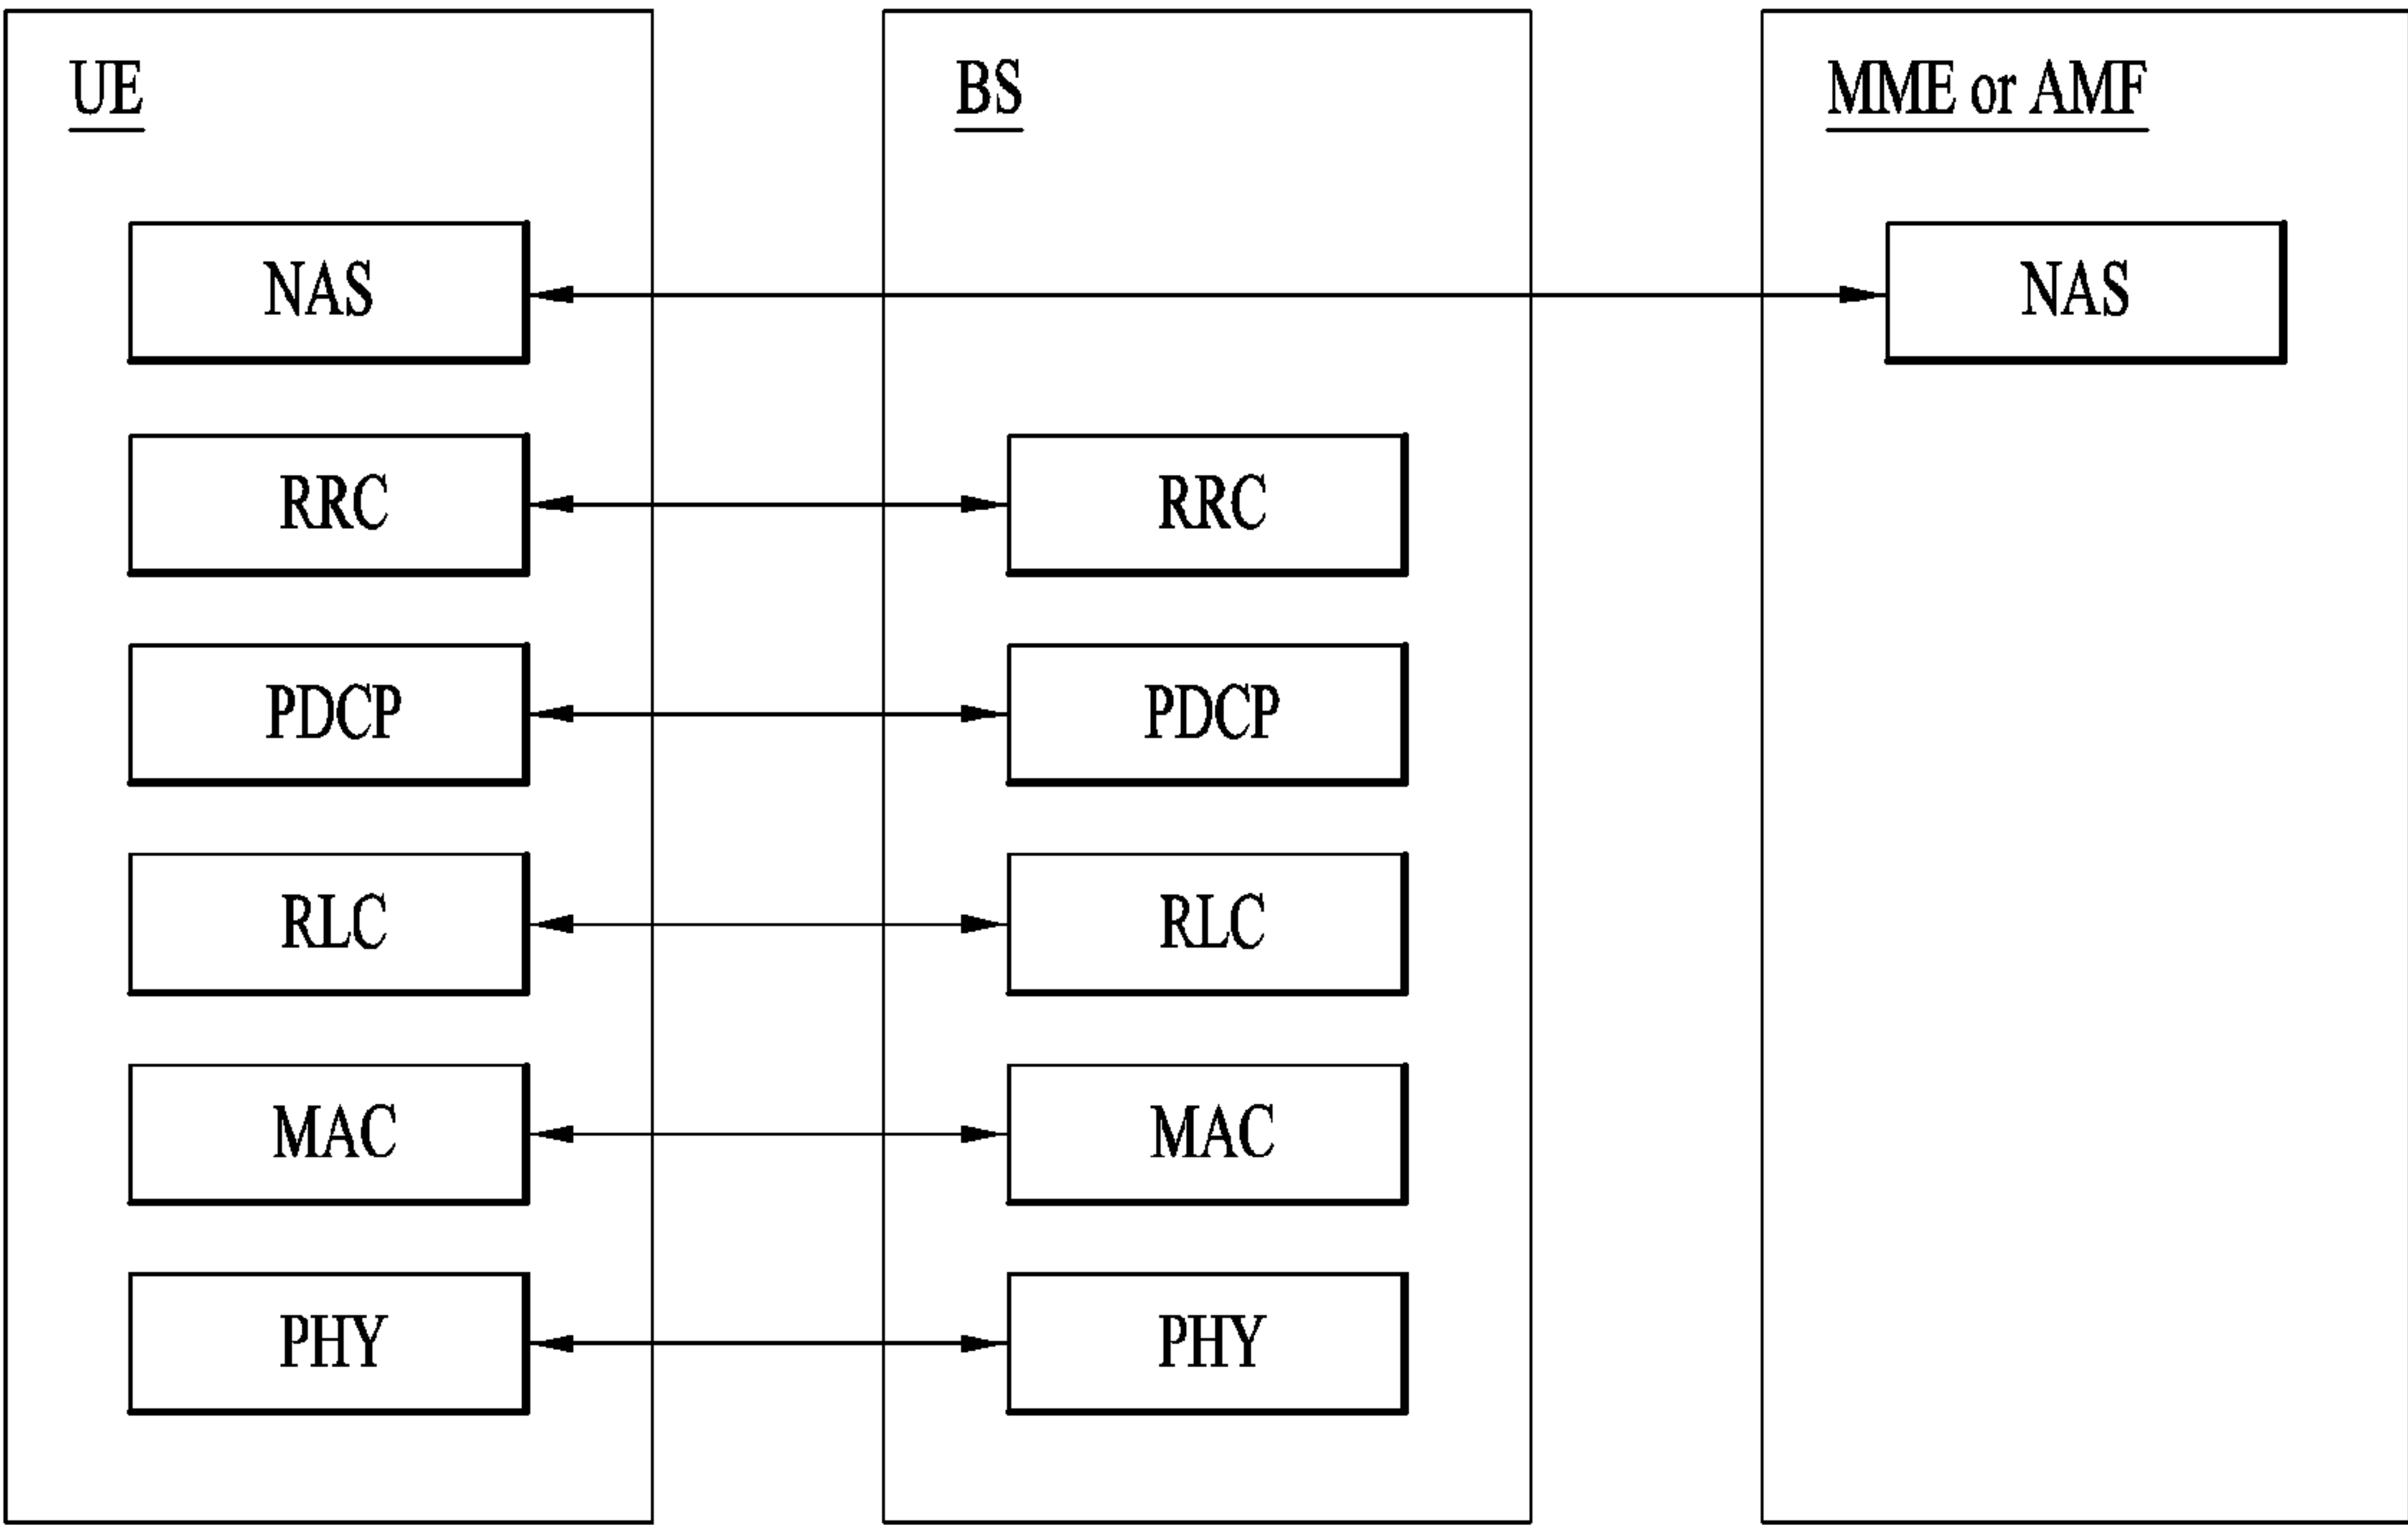 UE
BS
MME or AMF
NAS
NAS
RRC
RRC
PDCP
PDCP
RLC
RLC
MAC
MAC
PHY
PHY